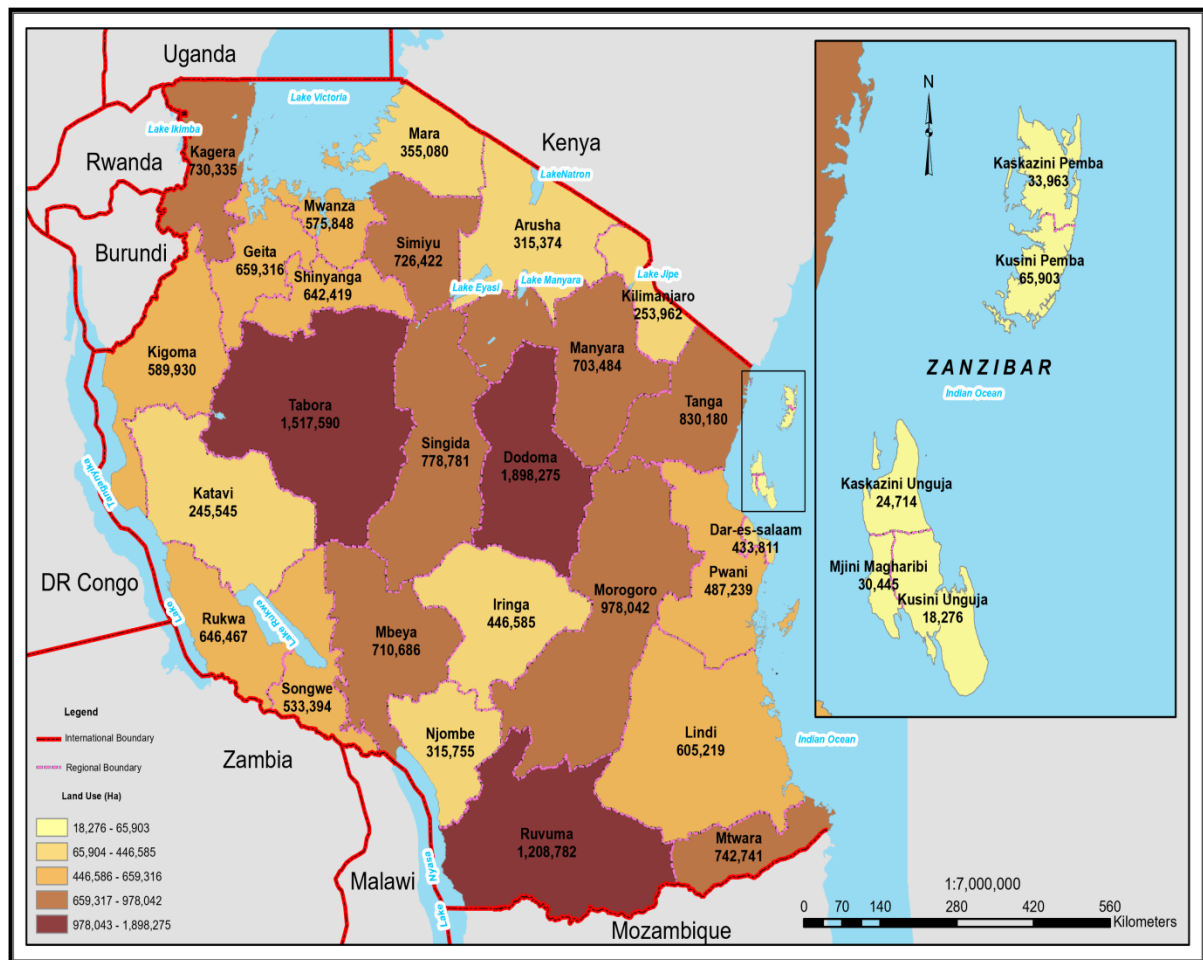 Uganda
Lake Victoria
Lake Ikimba
Kagera
730,335
Mara
355,080
Kenya
Rwanda
LakeNatron
Mwanza
575,848
Arusha
315,374
Simiyu
726,422
Burundi
Geita
659,316
Shinyanga
642,419
Lake Eyasi
Lake Manyara
Lake Jipe
Kilimanjaro
253,962
Kigoma
589,930
Manyara
703,484
Tabora
1,517,590
Tanga
830,180
Singida
778,781
Dodoma
1,898,275
Katavi
245,545
Lake
Tanganyika
Dar-es-salaam
433,811
Pwani
487,239
DR Congo
Morogoro
978,042
Iringa
446,585
Rukwa
646,467
Lake Rukwa
Mbeya
710,686
Songwe
533,394
Njombe
315,755
Lindi
605,219
Indian Ocean
Zambia
Ruvuma
1,208,782
Mtwara
742,741
Malawi
Lake
Nyasa
Mozambique
N
Kaskazini Pemba
33,963
Kusini Pemba
65,903
ZANZIBAR
Indian Ocean
Kaskazini Unguja
24,714
Mjini Magharibi
30,445
Kusini Unguja
18,276
Legend
International Boundary
Regional Boundary
Land Use (Ha)
18,276 - 65,903
65,904 - 446,585
446,586 - 659,316
659,317 - 978,042
978,043 - 1,898,275
1:7,000,000
0 70 140 280 420 560
Kilometers